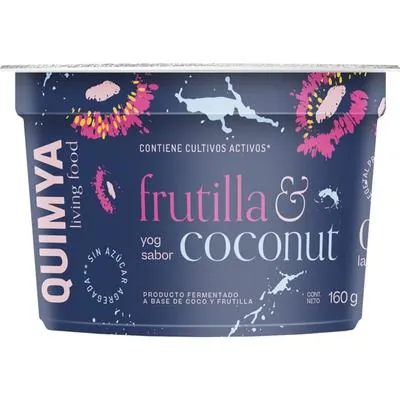 QUIMYA
living food
CONTIENE CULTIVOS ACTIVOS*
frutilla &
yog
sabor
coconut
**SIN AZÚCAR
AGREGADA**
PRODUCTO FERMENTADO
A BASE DE COCO Y FRUTILLA
CONT.
NETO
160 g